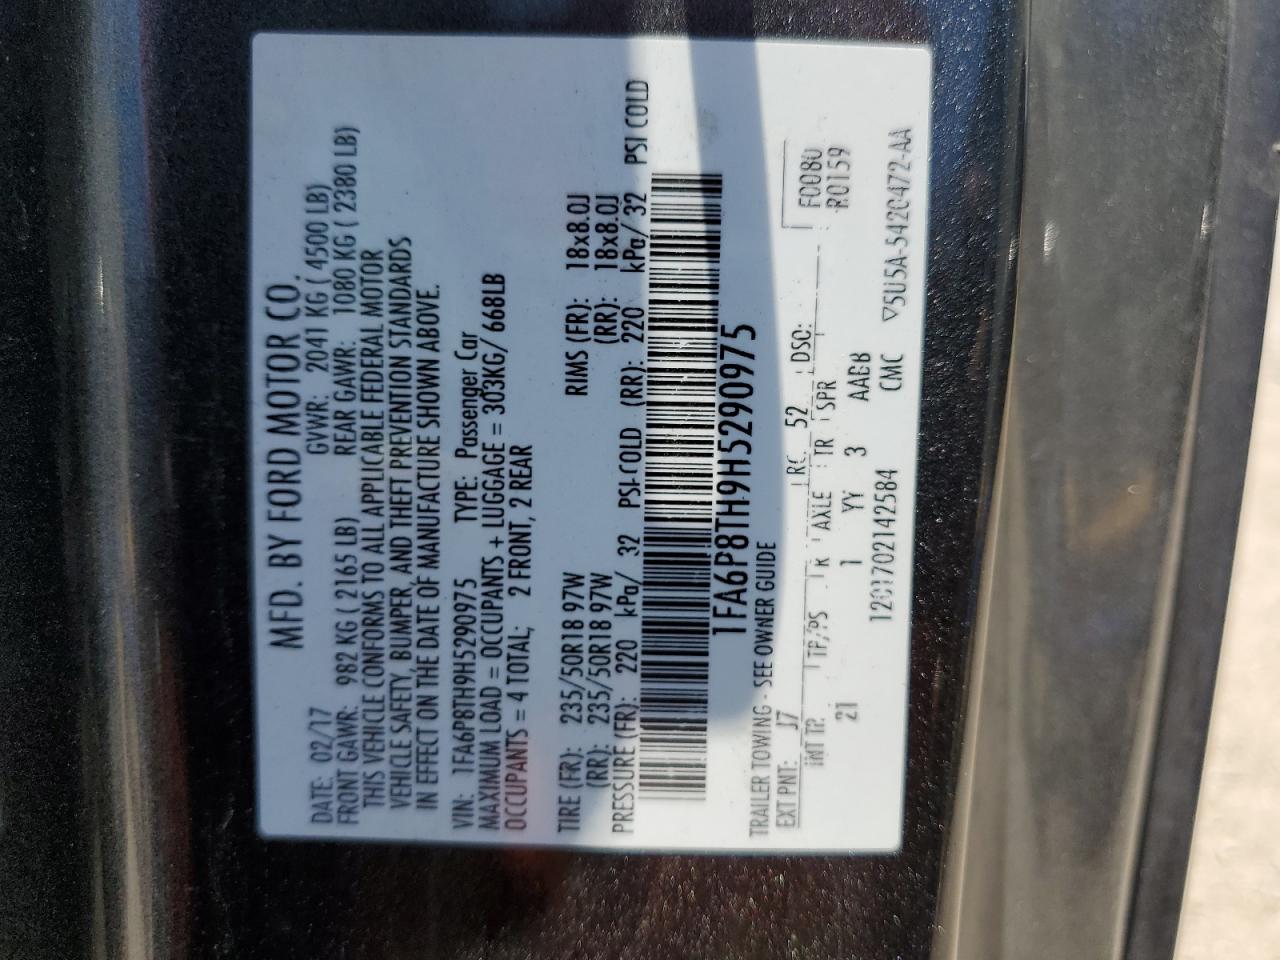 MFD. BY FORD MOTOR CO.
DATE: 02/17 GVWR: 2041 KG ( 4500 LB)
FRONT GAWR: 982 KG ( 2165 LB) REAR GAWR: 1080 KG ( 2380 LB)
THIS VEHICLE CONFORMS TO ALL APPLICABLE FEDERAL MOTOR
VEHICLE SAFETY, BUMPER, AND THEFT PREVENTION STANDARDS
IN EFFECT ON THE DATE OF MANUFACTURE SHOWN ABOVE.
VIN: 1FA6P8TH9H5290975 TYPE: Passenger Car
MAXIMUM LOAD = OCCUPANTS + LUGGAGE = 303KG/ 668LB
OCCUPANTS = 4 TOTAL; 2 FRONT, 2 REAR
TIRE (FR): 235/50R18 97W RIMS (FR): 18x8.0J
(RR): 235/50R18 97W (RR): 18x8.0J
PRESSURE (FR): 220 kPa/ 32 PSI-COLD (RR): 220 kPa/ 32 PSI COLD
1FA6P8TH9H5290975
TRAILER TOWING - SEE OWNER GUIDE
EXT PNT: J7 RC: 52 DSO: F0080
R0159
INT TR TP/PS R AXLE TR SPR
21 1 YY 3 AABB
1201702142584 CMC ▽5U5A-5420472-AA